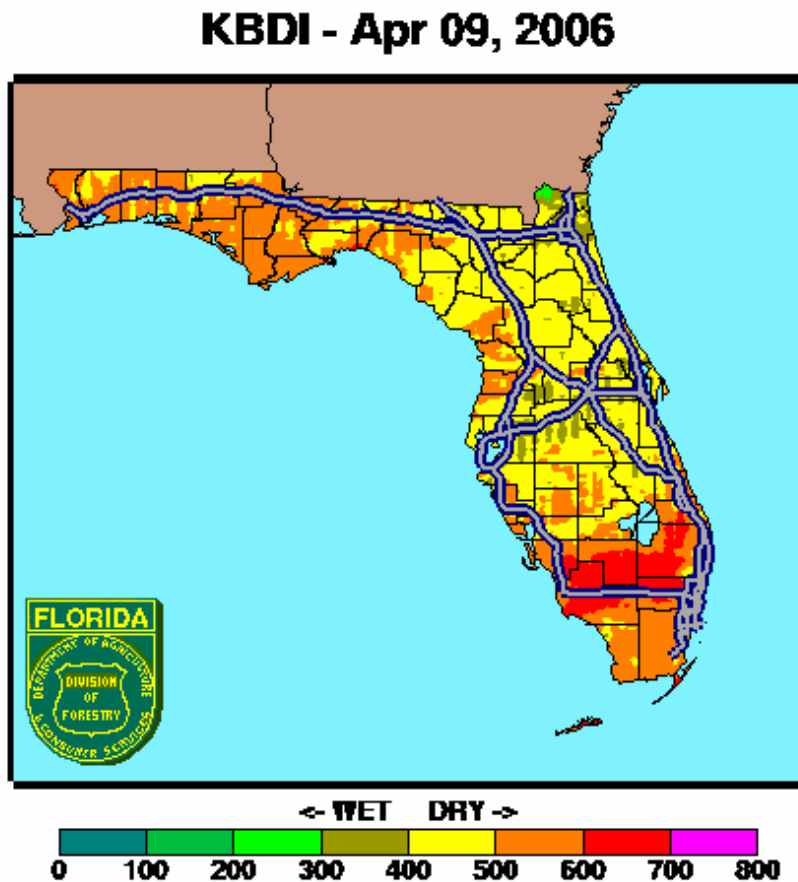 KBDI - Apr 09, 2006
FLORIDA
DEPARTMENT OF AGRICULTURE
DIVISION
OF
FORESTRY
& CONSUMER SERVICES
<- WET DRY ->
0 100 200 300 400 500 600 700 800